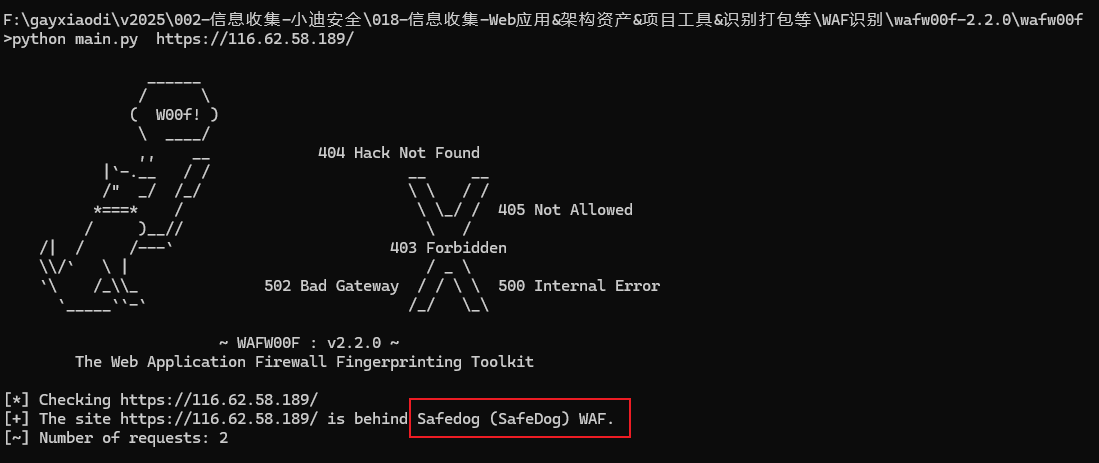 F:\gayxiaodi\v2025\002-信息收集-小迪安全\018-信息收集-Web应用&架构资产&项目工具&识别打包等\WAF识别\wafw00f-2.2.0\wafw00f
>python main.py  https://116.62.58.189/
W00f!
404 Hack Not Found
405 Not Allowed
403 Forbidden
502 Bad Gateway 500 Internal Error
~ WAFW00F : v2.2.0 ~
The Web Application Firewall Fingerprinting Toolkit
[*] Checking https://116.62.58.189/
[+] The site https://116.62.58.189/ is behind Safedog (SafeDog) WAF.
[~] Number of requests: 2